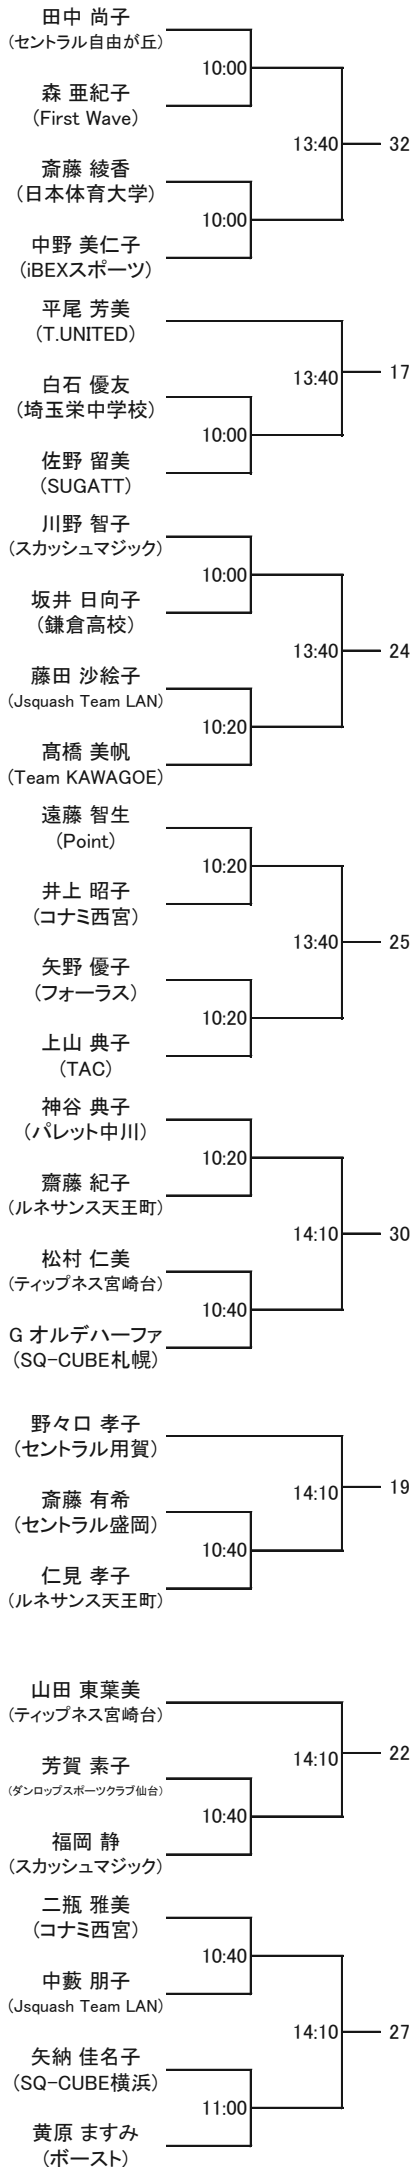 田中 尚子
(セントラル自由が丘)
10:00
森 亜紀子
(First Wave)
13:40
32
斎藤 綾香
(日本体育大学)
10:00
中野 美仁子
(iBEXスポーツ)
平尾 芳美
(T.UNITED)
13:40
17
白石 優友
(埼玉栄中学校)
10:00
佐野 留美
(SUGATT)
川野 智子
(スカッシュマジック)
10:00
坂井 日向子
(鎌倉高校)
13:40
24
藤田 沙絵子
(Jsquash Team LAN)
10:20
髙橋 美帆
(Team KAWAGOE)
遠藤 智生
(Point)
10:20
井上 昭子
(コナミ西宮)
13:40
25
矢野 優子
(フォーラス)
10:20
上山 典子
(TAC)
神谷 典子
(パレット中川)
10:20
齋藤 紀子
(ルネサンス天王町)
14:10
30
松村 仁美
(ティップネス宮崎台)
10:40
G オルデハーファ
(SQ-CUBE札幌)
野々口 孝子
(セントラル用賀)
14:10
19
斎藤 有希
(セントラル盛岡)
10:40
仁見 孝子
(ルネサンス天王町)
山田 東葉美
(ティップネス宮崎台)
14:10
22
芳賀 素子
(ダンロップスポーツクラブ仙台)
10:40
福岡 静
(スカッシュマジック)
二瓶 雅美
(コナミ西宮)
10:40
中藪 朋子
(Jsquash Team LAN)
14:10
27
矢納 佳名子
(SQ-CUBE横浜)
11:00
黄原 ますみ
(ボースト)